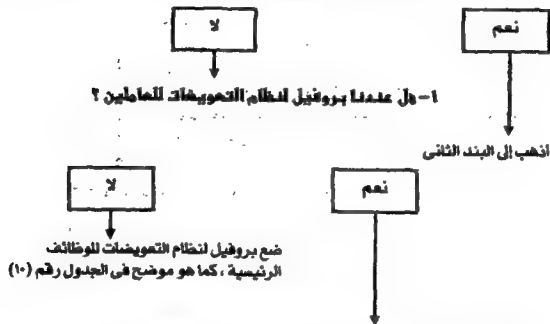 نعم
لا
١- هل عندنا بروفيل لنظام التعويضات للعاملين ؟
أذهب إلى البند الثانى
نعم
لا
ضع بروفيل لنظام التعويضات للوظائف
الرئيسية ، كما هو موضح فى الجدول رقم (١٠)